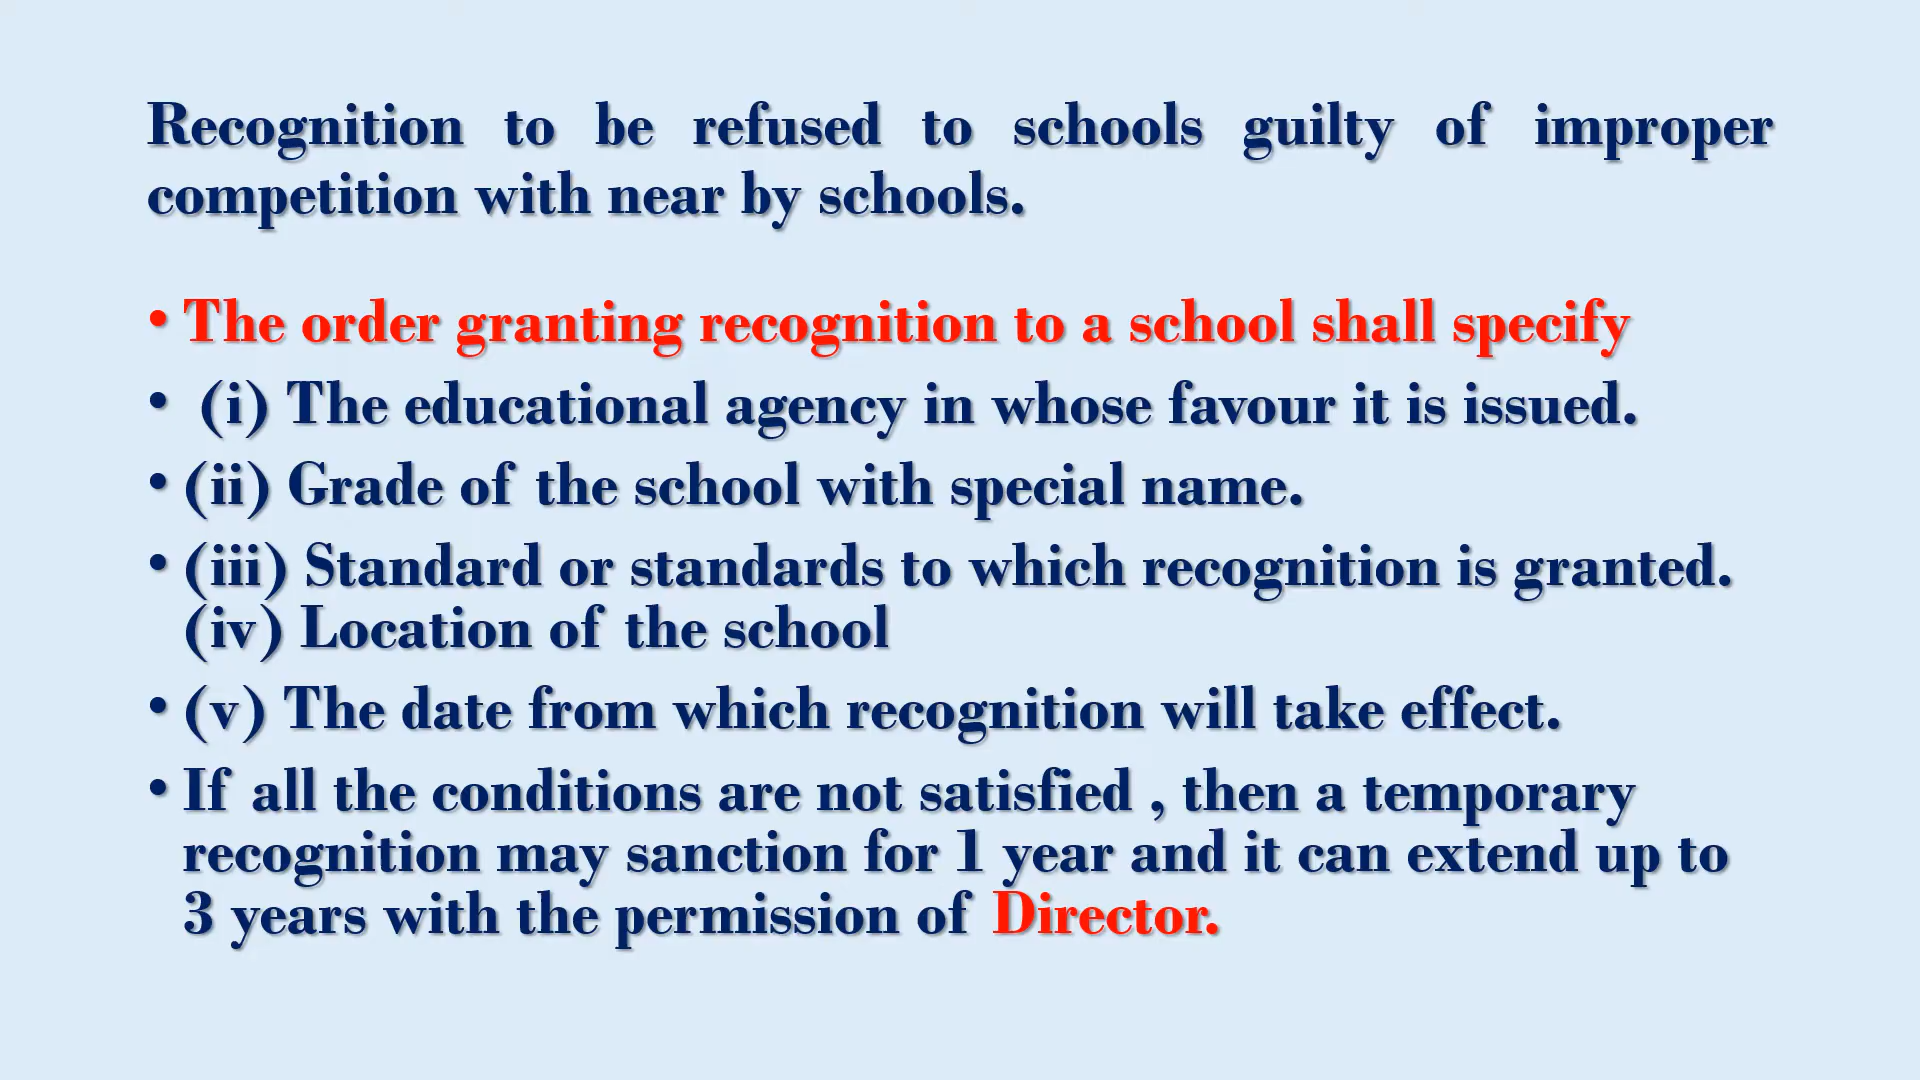 Recognition to be refused to schools guilty of improper
competition with near by schools.
• The order granting recognition to a school shall specify
• (i) The educational agency in whose favour it is issued.
• (ii) Grade of the school with special name.
• (iii) Standard or standards to which recognition is granted.
(iv) Location of the school
• (v) The date from which recognition will take effect.
• If all the conditions are not satisfied , then a temporary
recognition may sanction for 1 year and it can extend up to
3 years with the permission of Director.